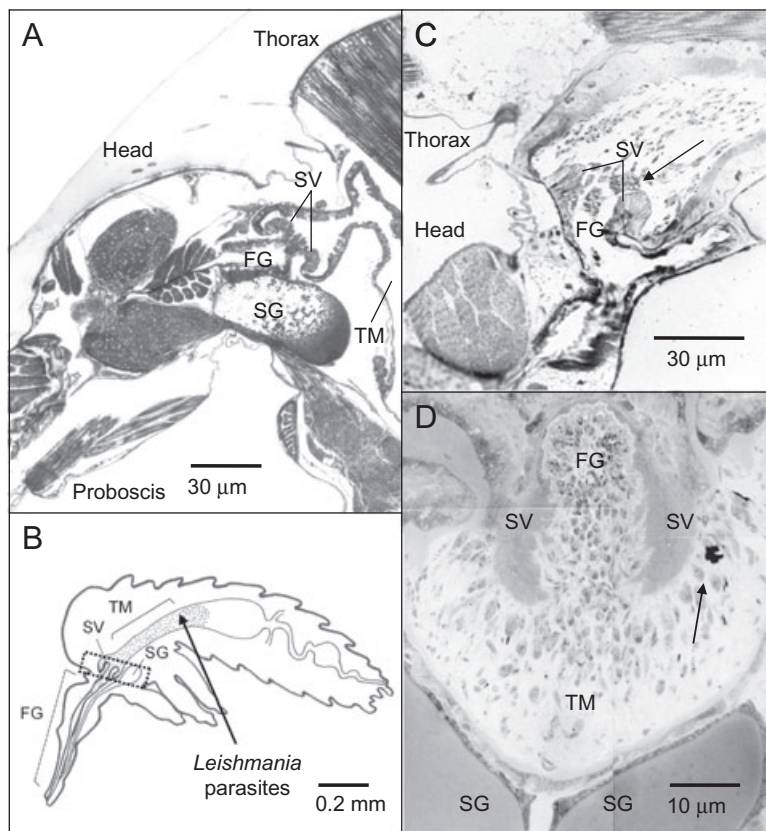 A
Thorax
Head
SV
FG
SG
TM
30 μm
Proboscis
B
TM
SV
SG
FG
Leishmania
parasites
0.2 mm
C
Thorax
SV
FG
Head
30 μm
D
FG
SV
SV
TM
SG
SG
10 μm